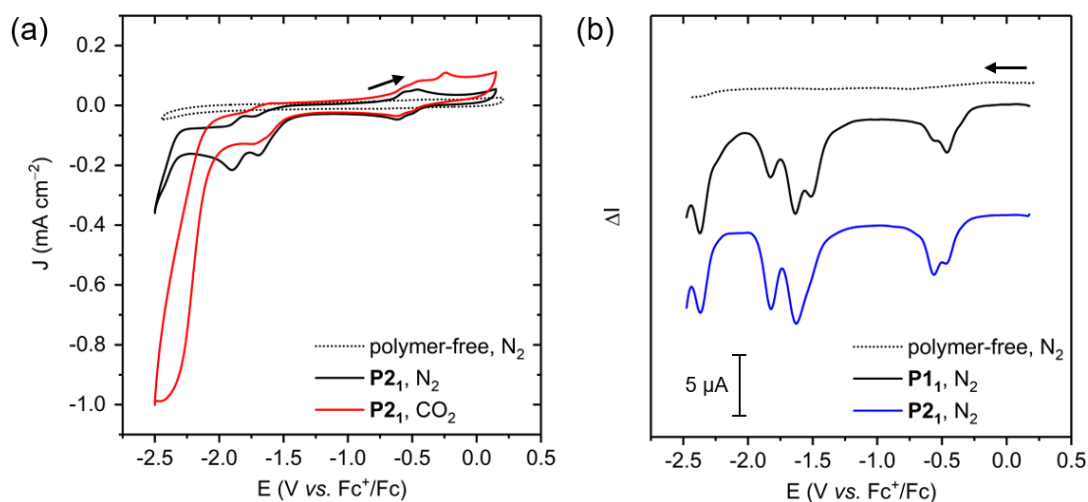 (a)
0.2
0.0
-0.2
-0.4
-0.6
-0.8
-1.0
J (mA cm−2)
polymer-free, N2
P21, N2
P21, CO2
-2.5 -2.0 -1.5 -1.0 -0.5 0.0 0.5
E (V vs. Fc+/Fc)
(b)
ΔI
5 µA
polymer-free, N2
P11, N2
P21, N2
-2.5 -2.0 -1.5 -1.0 -0.5 0.0 0.5
E (V vs. Fc+/Fc)